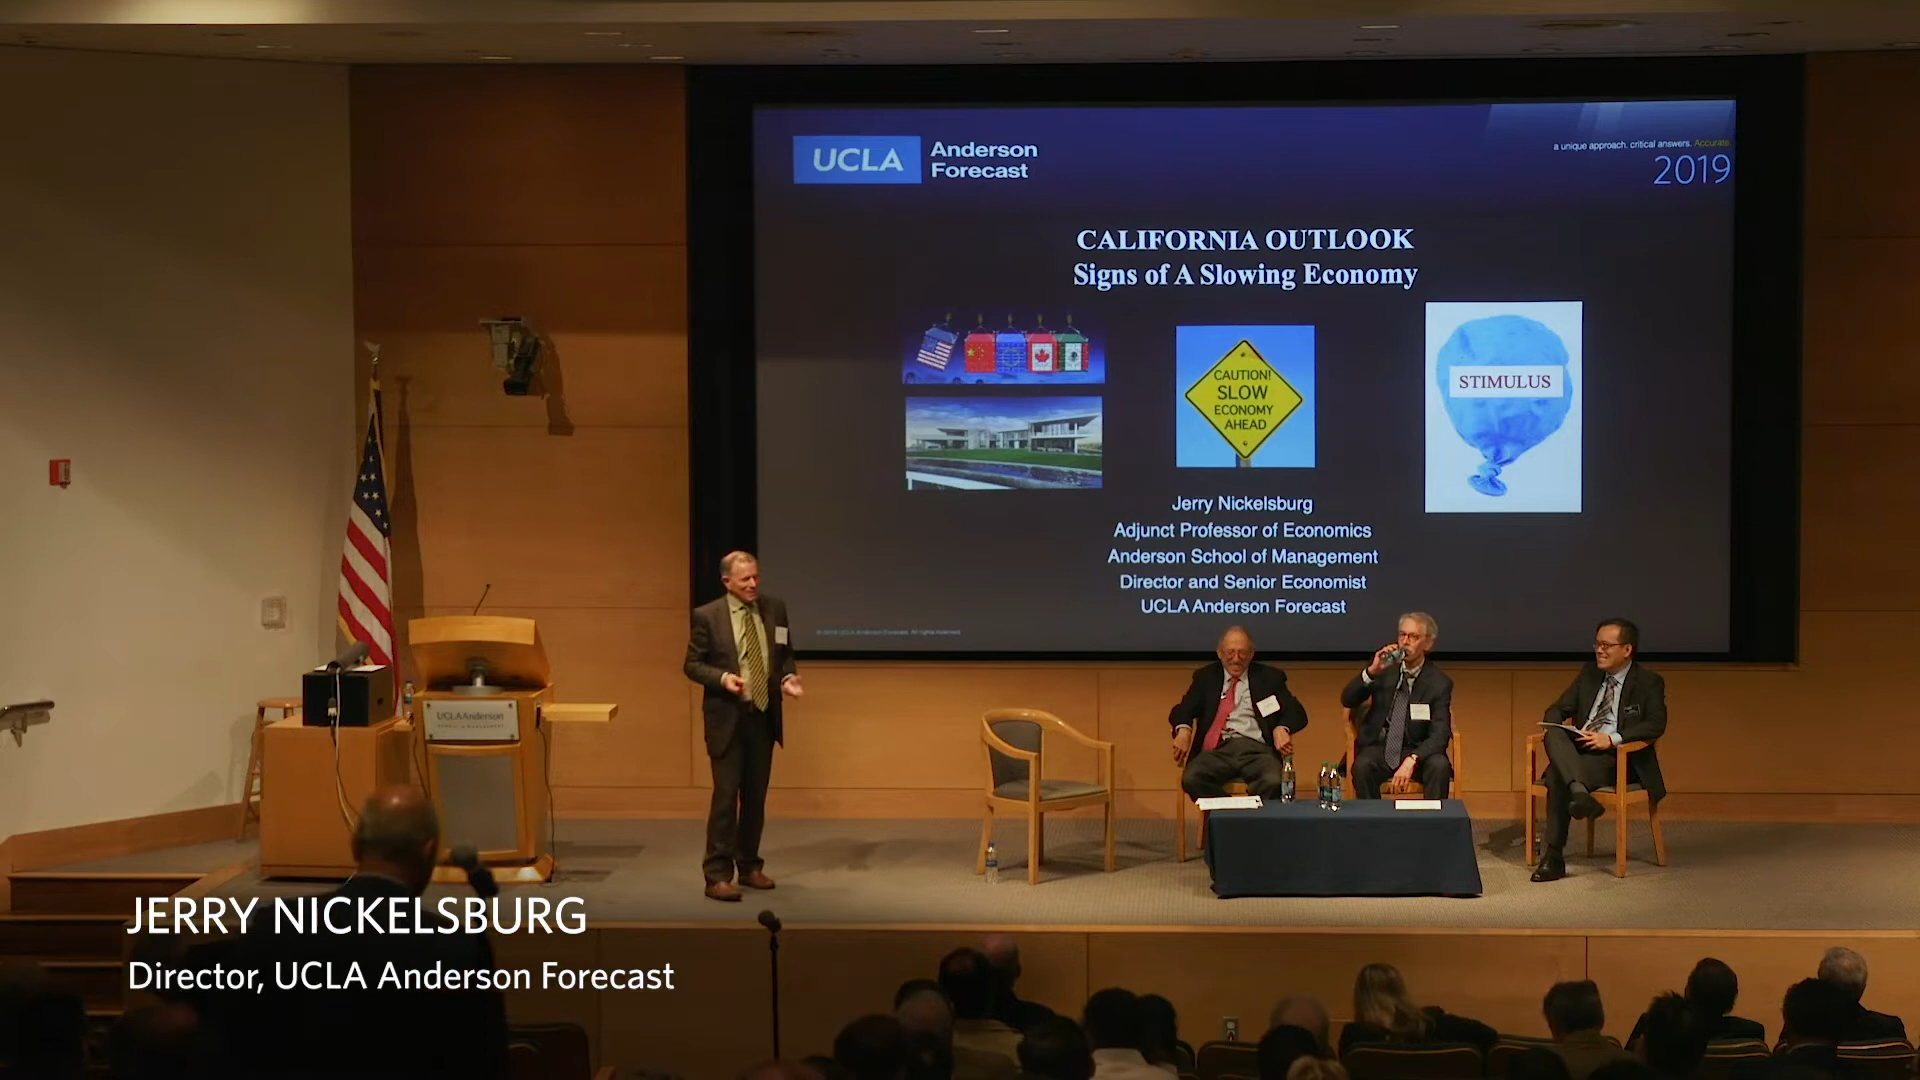 UCLA Anderson
Forecast
a unique approach. critical answers. Accurate
2019
CALIFORNIA OUTLOOK
Signs of A Slowing Economy
CAUTION!
SLOW
ECONOMY
AHEAD
STIMULUS
Jerry Nickelsburg
Adjunct Professor of Economics
Anderson School of Management
Director and Senior Economist
UCLA Anderson Forecast
UCLAAnderson
JERRY NICKELSBURG
Director, UCLA Anderson Forecast